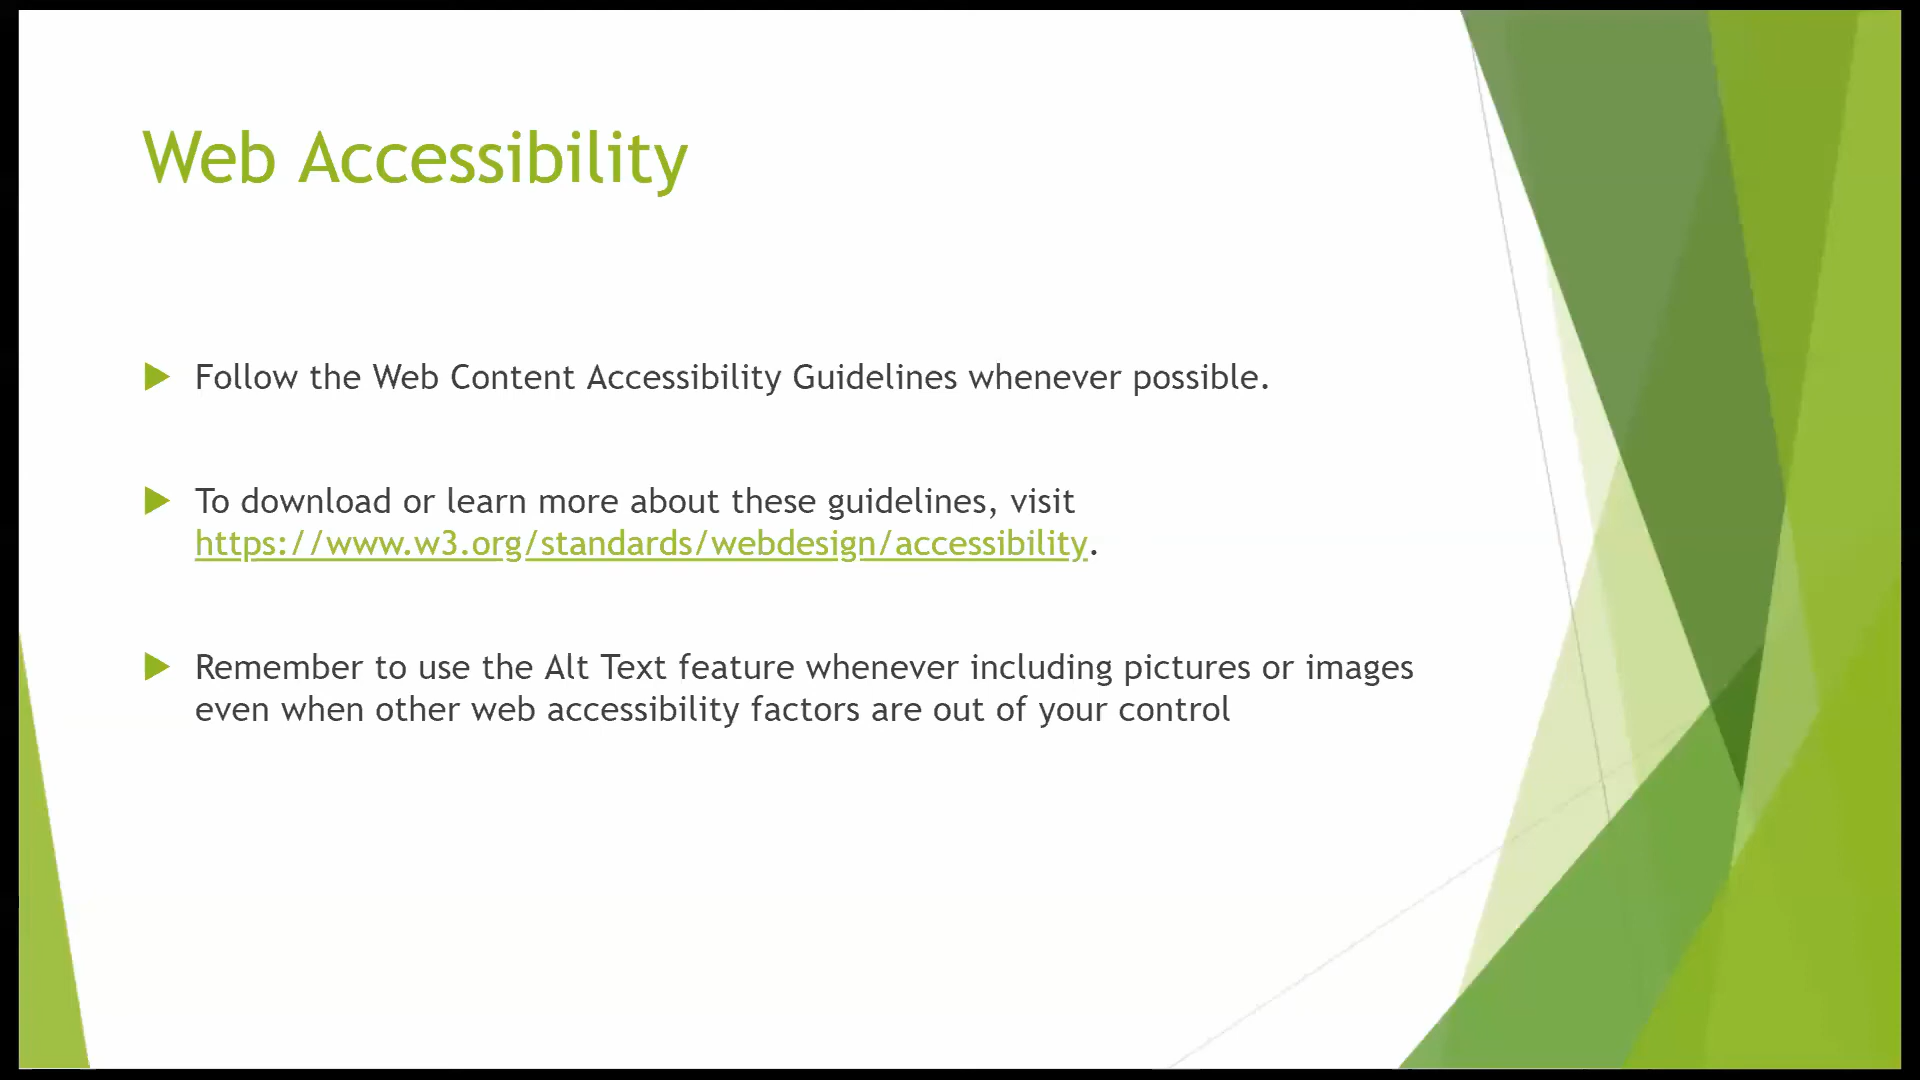 Web Accessibility
Follow the Web Content Accessibility Guidelines whenever possible.
To download or learn more about these guidelines, visit
https://www.w3.org/standards/webdesign/accessibility.
Remember to use the Alt Text feature whenever including pictures or images
even when other web accessibility factors are out of your control